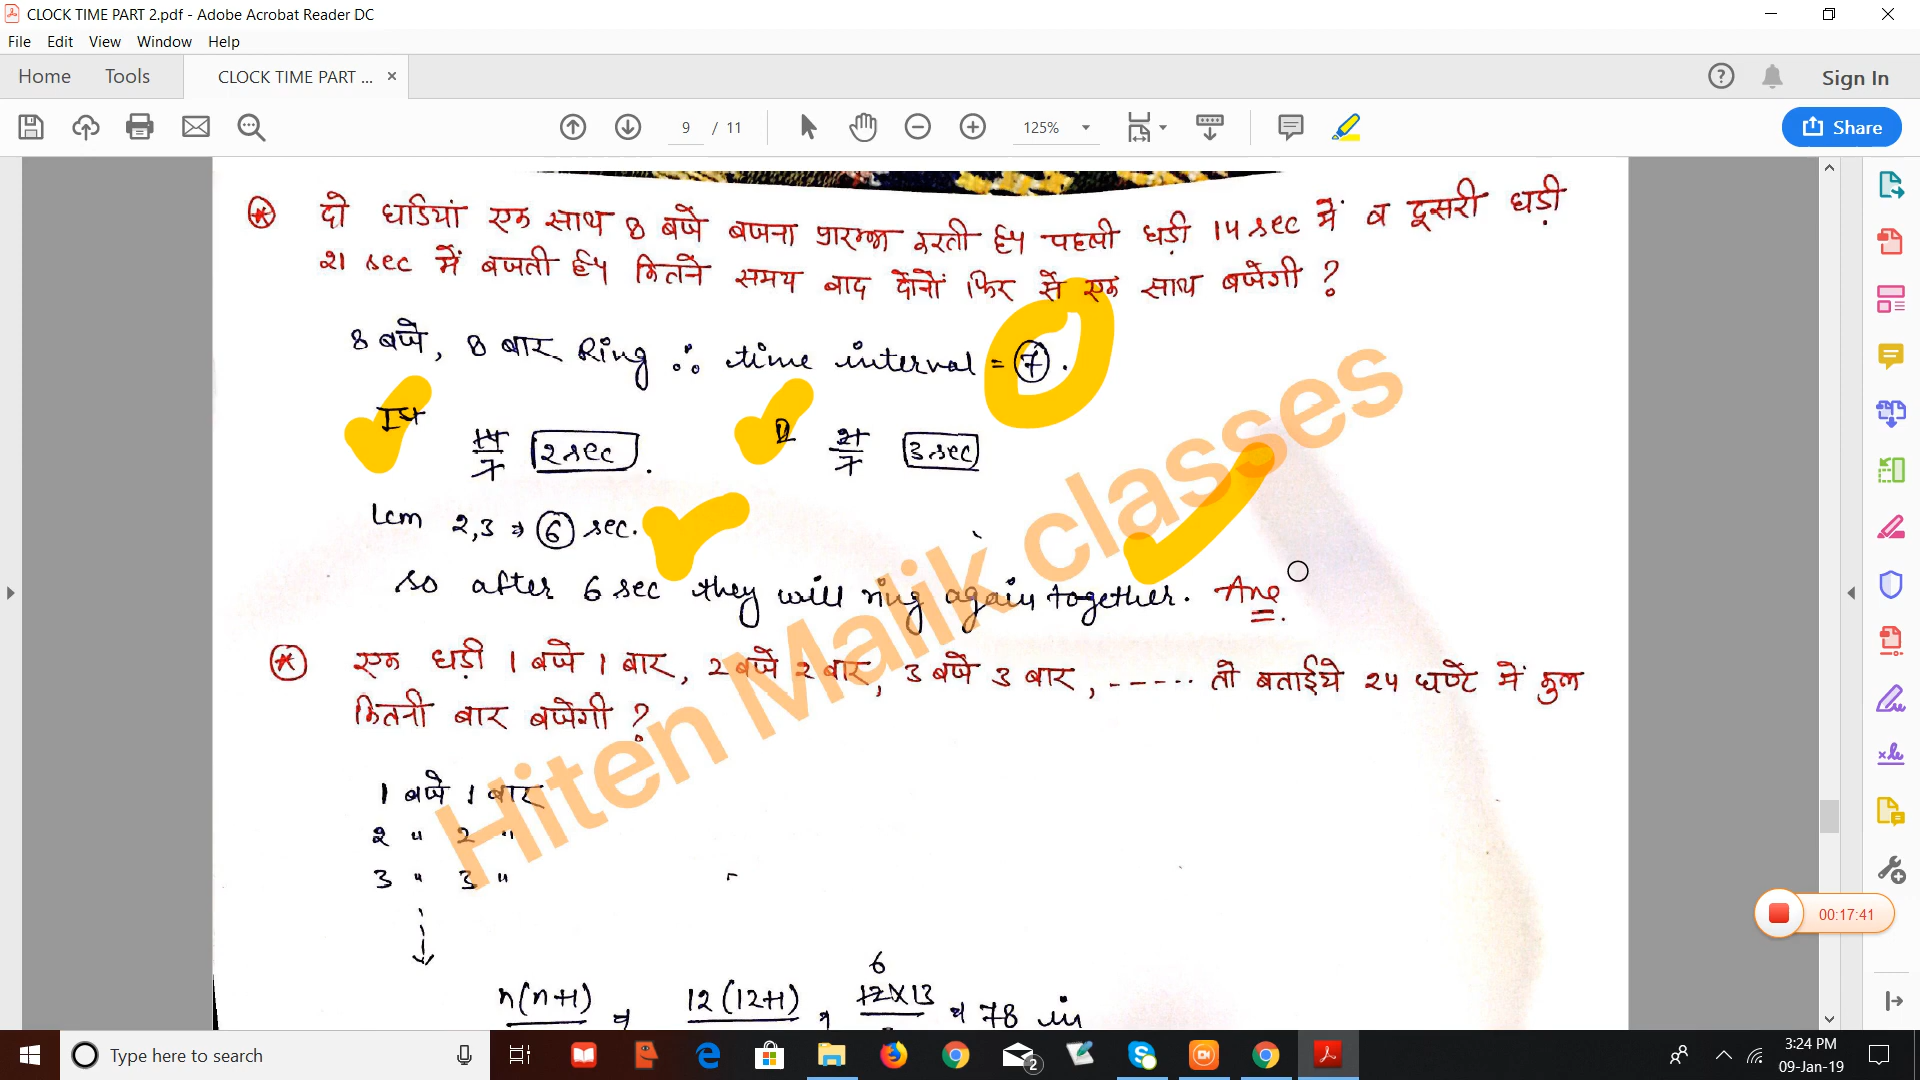 CLOCK TIME PART 2.pdf - Adobe Acrobat Reader DC
File Edit View Window Help
Home Tools CLOCK TIME PART ... × Sign In
9 / 11 125% Share
दो घडियां एक साथ 8 बजे बजना प्रारम्भ करती है। पहली घड़ी 14 sec में व दूसरी घड़ी
21 sec में बजती है। कितने समय बाद दोनों फिर से एक साथ बजेगी ?
8 बजे, 8 बार Ring ∴ time interval = 7.
Ist 14/7 2 sec. II 21/7 3 sec
Lcm 2,3 ⇒ 6 sec.
so after 6 sec they will ring again together. Ans
एक घड़ी 1 बजे 1 बार, 2 बजे 2 बार, 3 बजे 3 बार, ----- तो बताईये 24 घण्टे में कुल
कितनी बार बजेगी ?
1 बजे 1 बार
2 " 2 "
3 " 3 "
6
n(n+1) ⇒ 12(12+1) ⇒ 12×13 ⇒ 78 in
Hiten Malik classes
00:17:41
Type here to search
2
3:24 PM
09-Jan-19